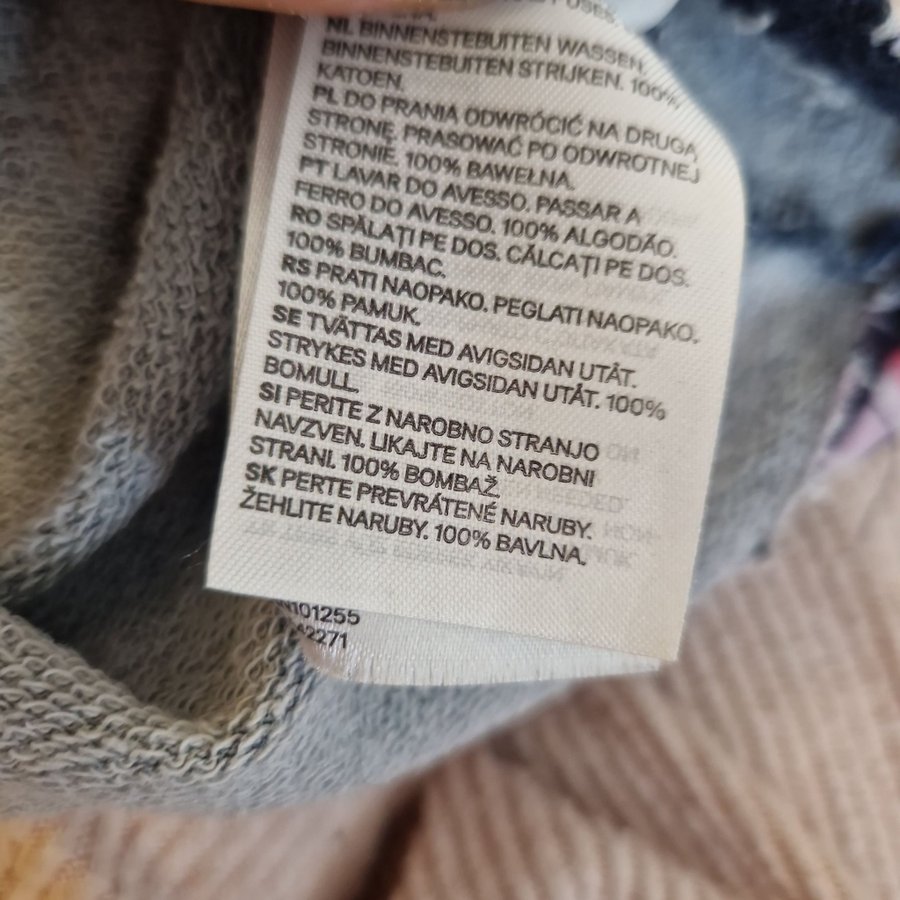 USES.
NL BINNENSTEBUITEN WASSEN.
BINNENSTEBUITEN STRIJKEN. 100%
KATOEN.
PL DO PRANIA ODWRÓCIĆ NA DRUGĄ
STRONĘ. PRASOWAĆ PO ODWROTNEJ
STRONIE. 100% BAWEŁNA.
PT LAVAR DO AVESSO. PASSAR A
FERRO DO AVESSO. 100% ALGODÃO.
RO SPĂLAȚI PE DOS. CĂLCAȚI PE DOS.
100% BUMBAC.
RS PRATI NAOPAKO. PEGLATI NAOPAKO.
100% PAMUK.
SE TVÄTTAS MED AVIGSIDAN UTÅT.
STRYKES MED AVIGSIDAN UTÅT. 100%
BOMULL.
SI PERITE Z NAROBNO STRANJO
NAVZVEN. LIKAJTE NA NAROBNI
STRANI. 100% BOMBAŽ.
SK PERTE PREVRÁTENÉ NARUBY.
ŽEHLITE NARUBY. 100% BAVLNA.
101255
2271